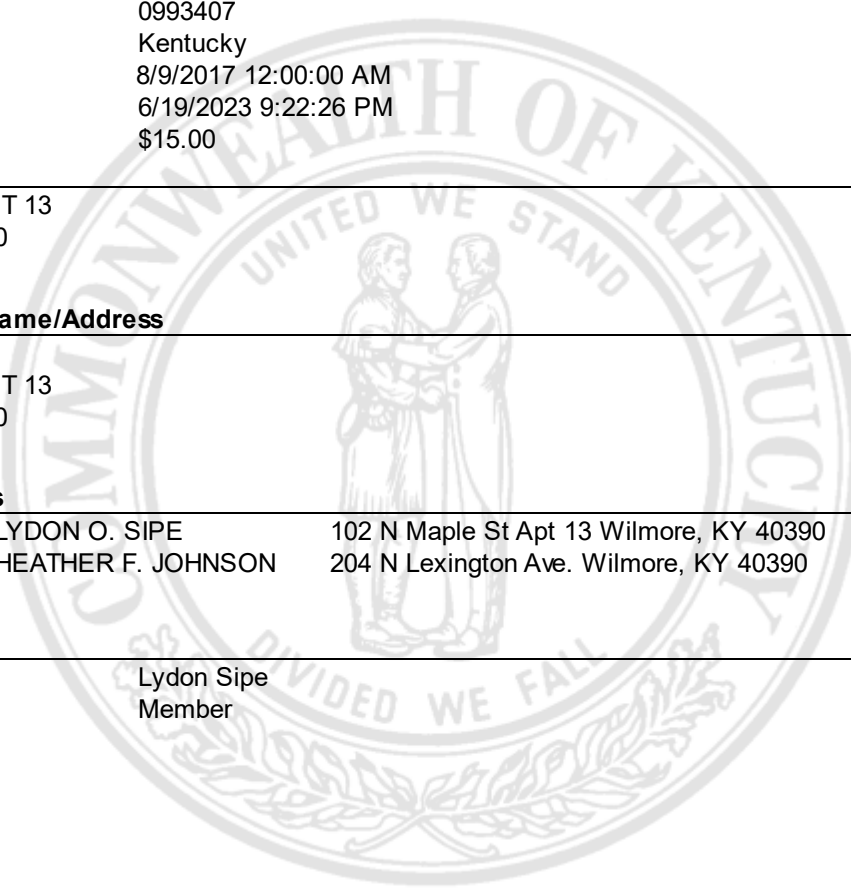 0993407
Kentucky
8/9/2017 12:00:00 AM
6/19/2023 9:22:26 PM
$15.00
T 13
0
ame/Address
T 13
0
s
LYDON O. SIPE 102 N Maple St Apt 13 Wilmore, KY 40390
HEATHER F. JOHNSON 204 N Lexington Ave. Wilmore, KY 40390
Lydon Sipe
Member
COMMONWEALTH OF KENTUCKY
UNITED WE STAND
DIVIDED WE FALL